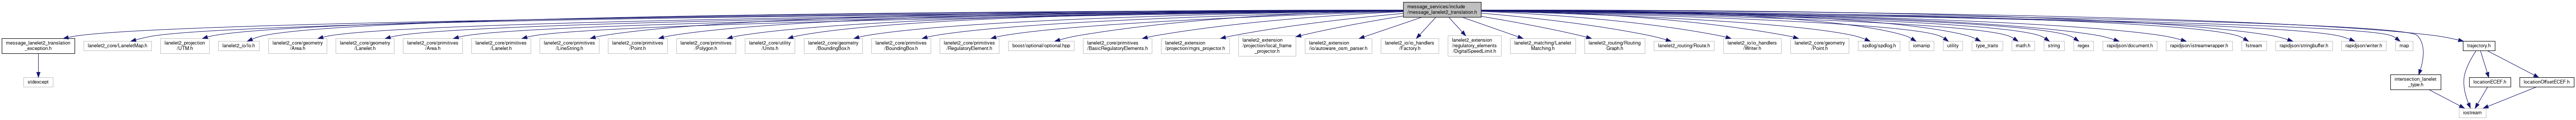 message_services/include
/message_lanelet2_translation.h
message_lanelet2_translation
_exception.h
lanelet2_core/LaneletMap.h
lanelet2_projection
/UTM.h
lanelet2_io/Io.h
lanelet2_core/geometry
/Area.h
lanelet2_core/geometry
/Lanelet.h
lanelet2_core/primitives
/Area.h
lanelet2_core/primitives
/Lanelet.h
lanelet2_core/primitives
/LineString.h
lanelet2_core/primitives
/Point.h
lanelet2_core/primitives
/Polygon.h
lanelet2_core/utility
/Units.h
lanelet2_core/geometry
/BoundingBox.h
lanelet2_core/primitives
/BoundingBox.h
lanelet2_core/primitives
/RegulatoryElement.h
boost/optional/optional.hpp
lanelet2_core/primitives
/BasicRegulatoryElements.h
lanelet2_extension
/projection/mgrs_projector.h
lanelet2_extension
/projection/local_frame
_projector.h
lanelet2_extension
/io/autoware_osm_parser.h
lanelet2_io/io_handlers
/Factory.h
lanelet2_extension
/regulatory_elements
/DigitalSpeedLimit.h
lanelet2_matching/Lanelet
Matching.h
lanelet2_routing/Routing
Graph.h
lanelet2_routing/Route.h
lanelet2_io/io_handlers
/Writer.h
lanelet2_core/geometry
/Point.h
spdlog/spdlog.h
iomanip
utility
type_traits
math.h
string
regex
rapidjson/document.h
rapidjson/istreamwrapper.h
fstream
rapidjson/stringbuffer.h
rapidjson/writer.h
map
trajectory.h
stdexcept
intersection_lanelet
_type.h
locationECEF.h
locationOffsetECEF.h
iostream